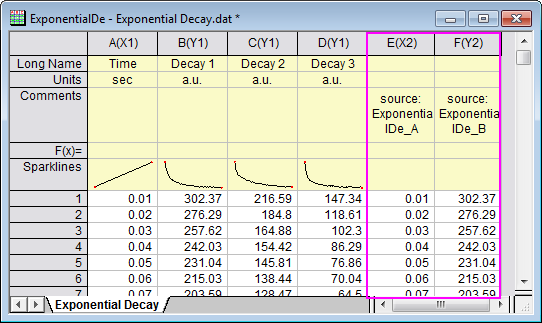 ExponentialDe - Exponential Decay.dat *
A(X1) B(Y1) C(Y1) D(Y1) E(X2) F(Y2)
Long Name Time Decay 1 Decay 2 Decay 3
Units sec a.u. a.u. a.u.
Comments source: Exponentia lDe_A source: Exponentia lDe_B
F(x)=
Sparklines
1 0.01 302.37 216.59 147.34 0.01 302.37
2 0.02 276.29 184.8 118.61 0.02 276.29
3 0.03 257.62 164.88 102.3 0.03 257.62
4 0.04 242.03 154.42 86.29 0.04 242.03
5 0.05 231.04 145.81 76.86 0.05 231.04
6 0.06 215.03 138.44 70.04 0.06 215.03
7 0.07 203.59 128.47 64.5 0.07 203.59
Exponential Decay